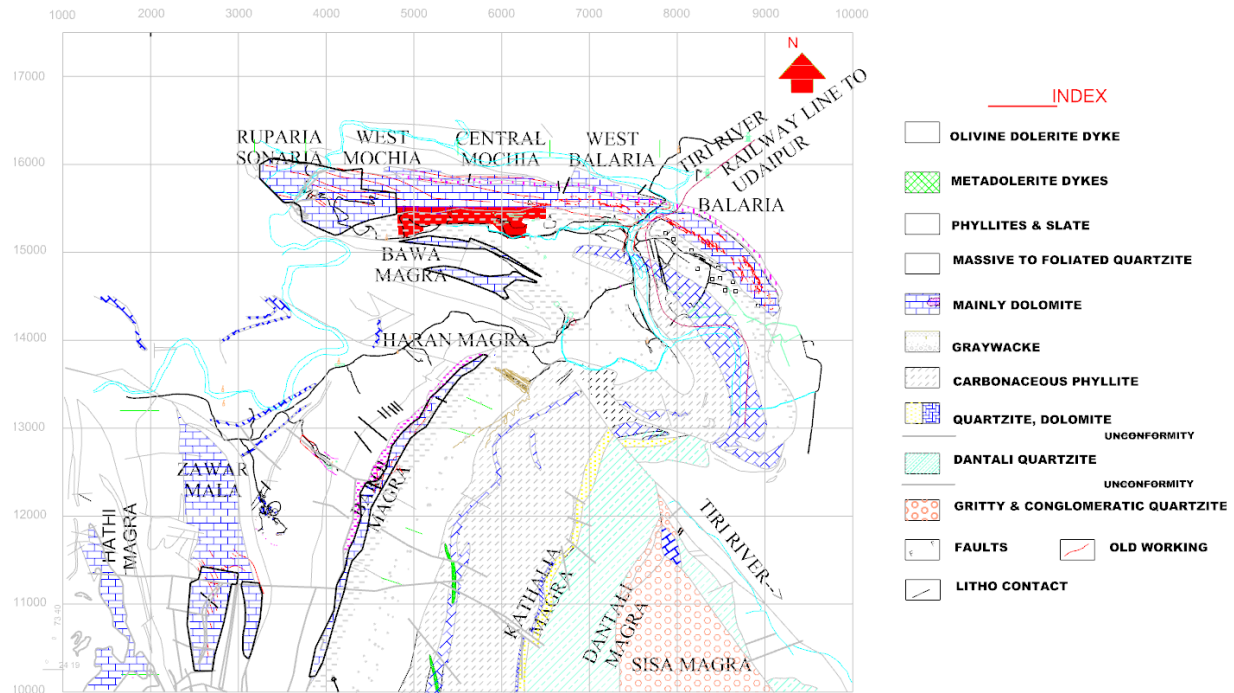 1000 2000 3000 4000 5000 6000 7000 8000 9000 10000
17000
16000
15000
14000
13000
12000
11000
10000
N
RUPARIA
SONARIA
WEST
MOCHIA
CENTRAL
MOCHIA
WEST
BALARIA
TIRI RIVER
RAILWAY LINE TO
UDAIPUR
BALARIA
BAWA
MAGRA
HARAN MAGRA
ZAWAR
MALA
HATHI
MAGRA
MAGRA
KATHALIA
MAGRA
DANTALI
MAGRA
TIRI RIVER
SISA MAGRA
73 40
24 19
INDEX
OLIVINE DOLERITE DYKE
METADOLERITE DYKES
PHYLLITES & SLATE
MASSIVE TO FOLIATED QUARTZITE
MAINLY DOLOMITE
GRAYWACKE
CARBONACEOUS PHYLLITE
QUARTZITE, DOLOMITE
UNCONFORMITY
DANTALI QUARTZITE
UNCONFORMITY
GRITTY & CONGLOMERATIC QUARTZITE
FAULTS
OLD WORKING
LITHO CONTACT